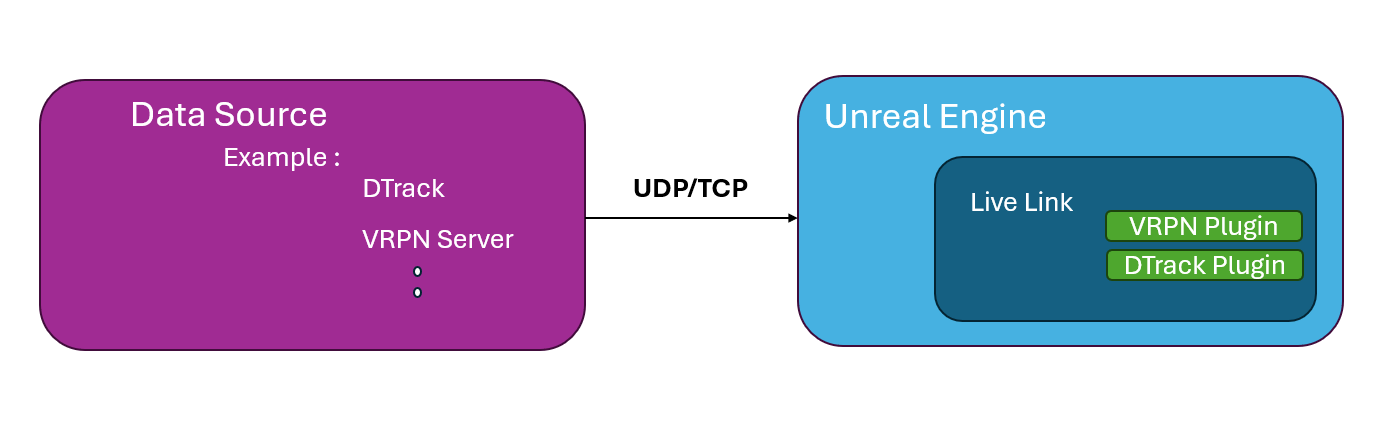 Data Source
Example :
DTrack
VRPN Server
UDP/TCP
Unreal Engine
Live Link
VRPN Plugin
DTrack Plugin